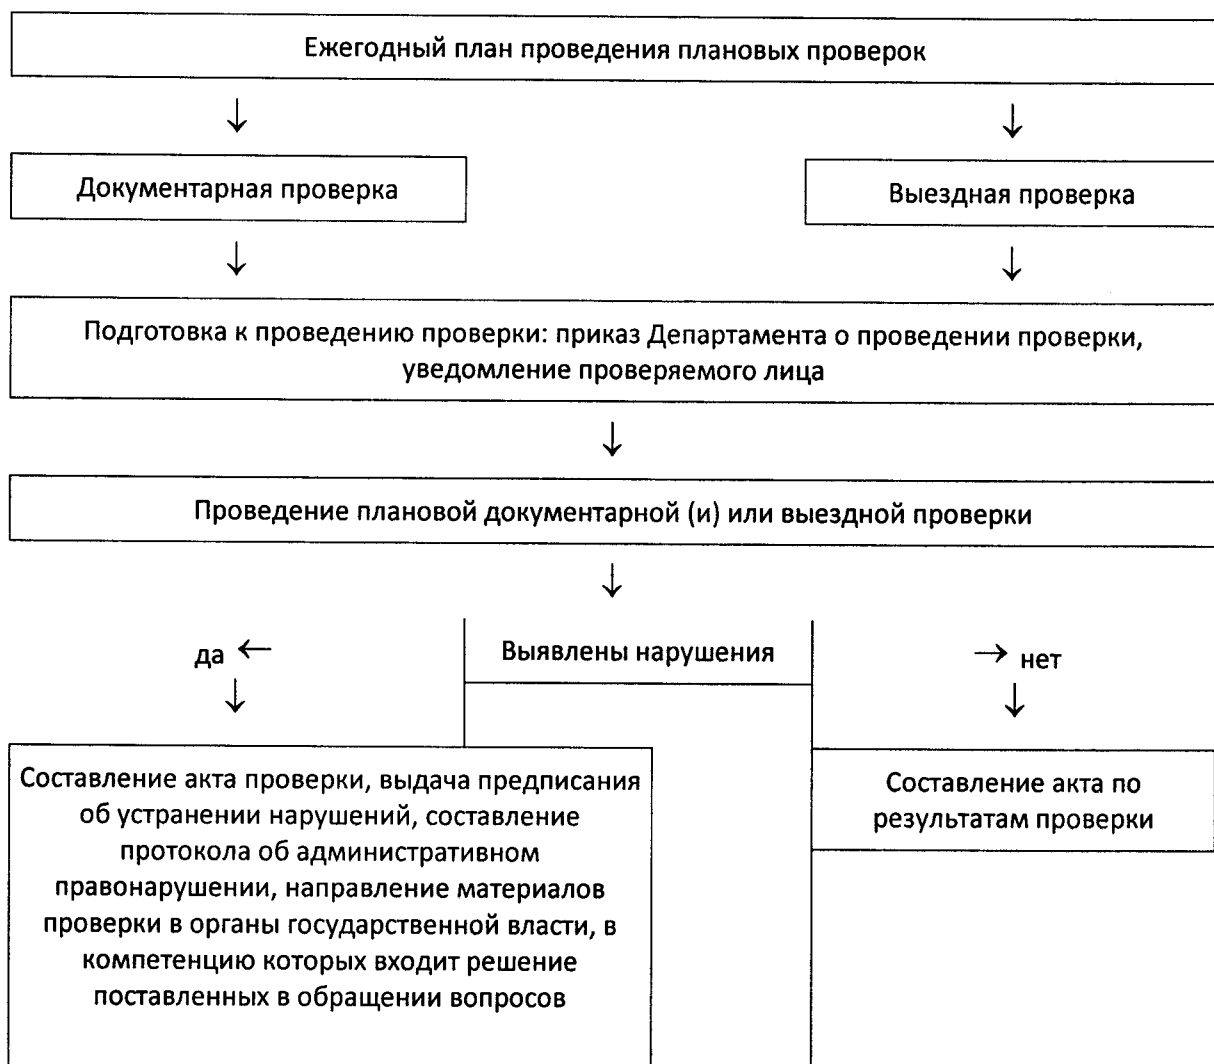 Ежегодный план проведения плановых проверок
↓ ↓
Документарная проверка
Выездная проверка
↓ ↓
Подготовка к проведению проверки: приказ Департамента о проведении проверки,
уведомление проверяемого лица
↓
Проведение плановой документарной (и) или выездной проверки
↓
да ←
Выявлены нарушения
→ нет
↓ ↓
Составление акта проверки, выдача предписания
об устранении нарушений, составление
протокола об административном
правонарушении, направление материалов
проверки в органы государственной власти, в
компетенцию которых входит решение
поставленных в обращении вопросов
Составление акта по
результатам проверки